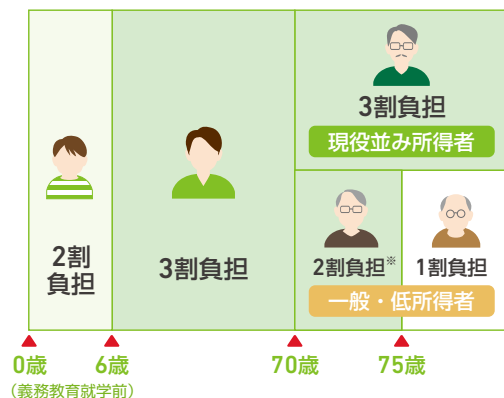 2割
負担
3割負担
3割負担
現役並み所得者
2割負担※
1割負担
一般・低所得者
0歳
6歳
70歳
75歳
(義務教育就学前)